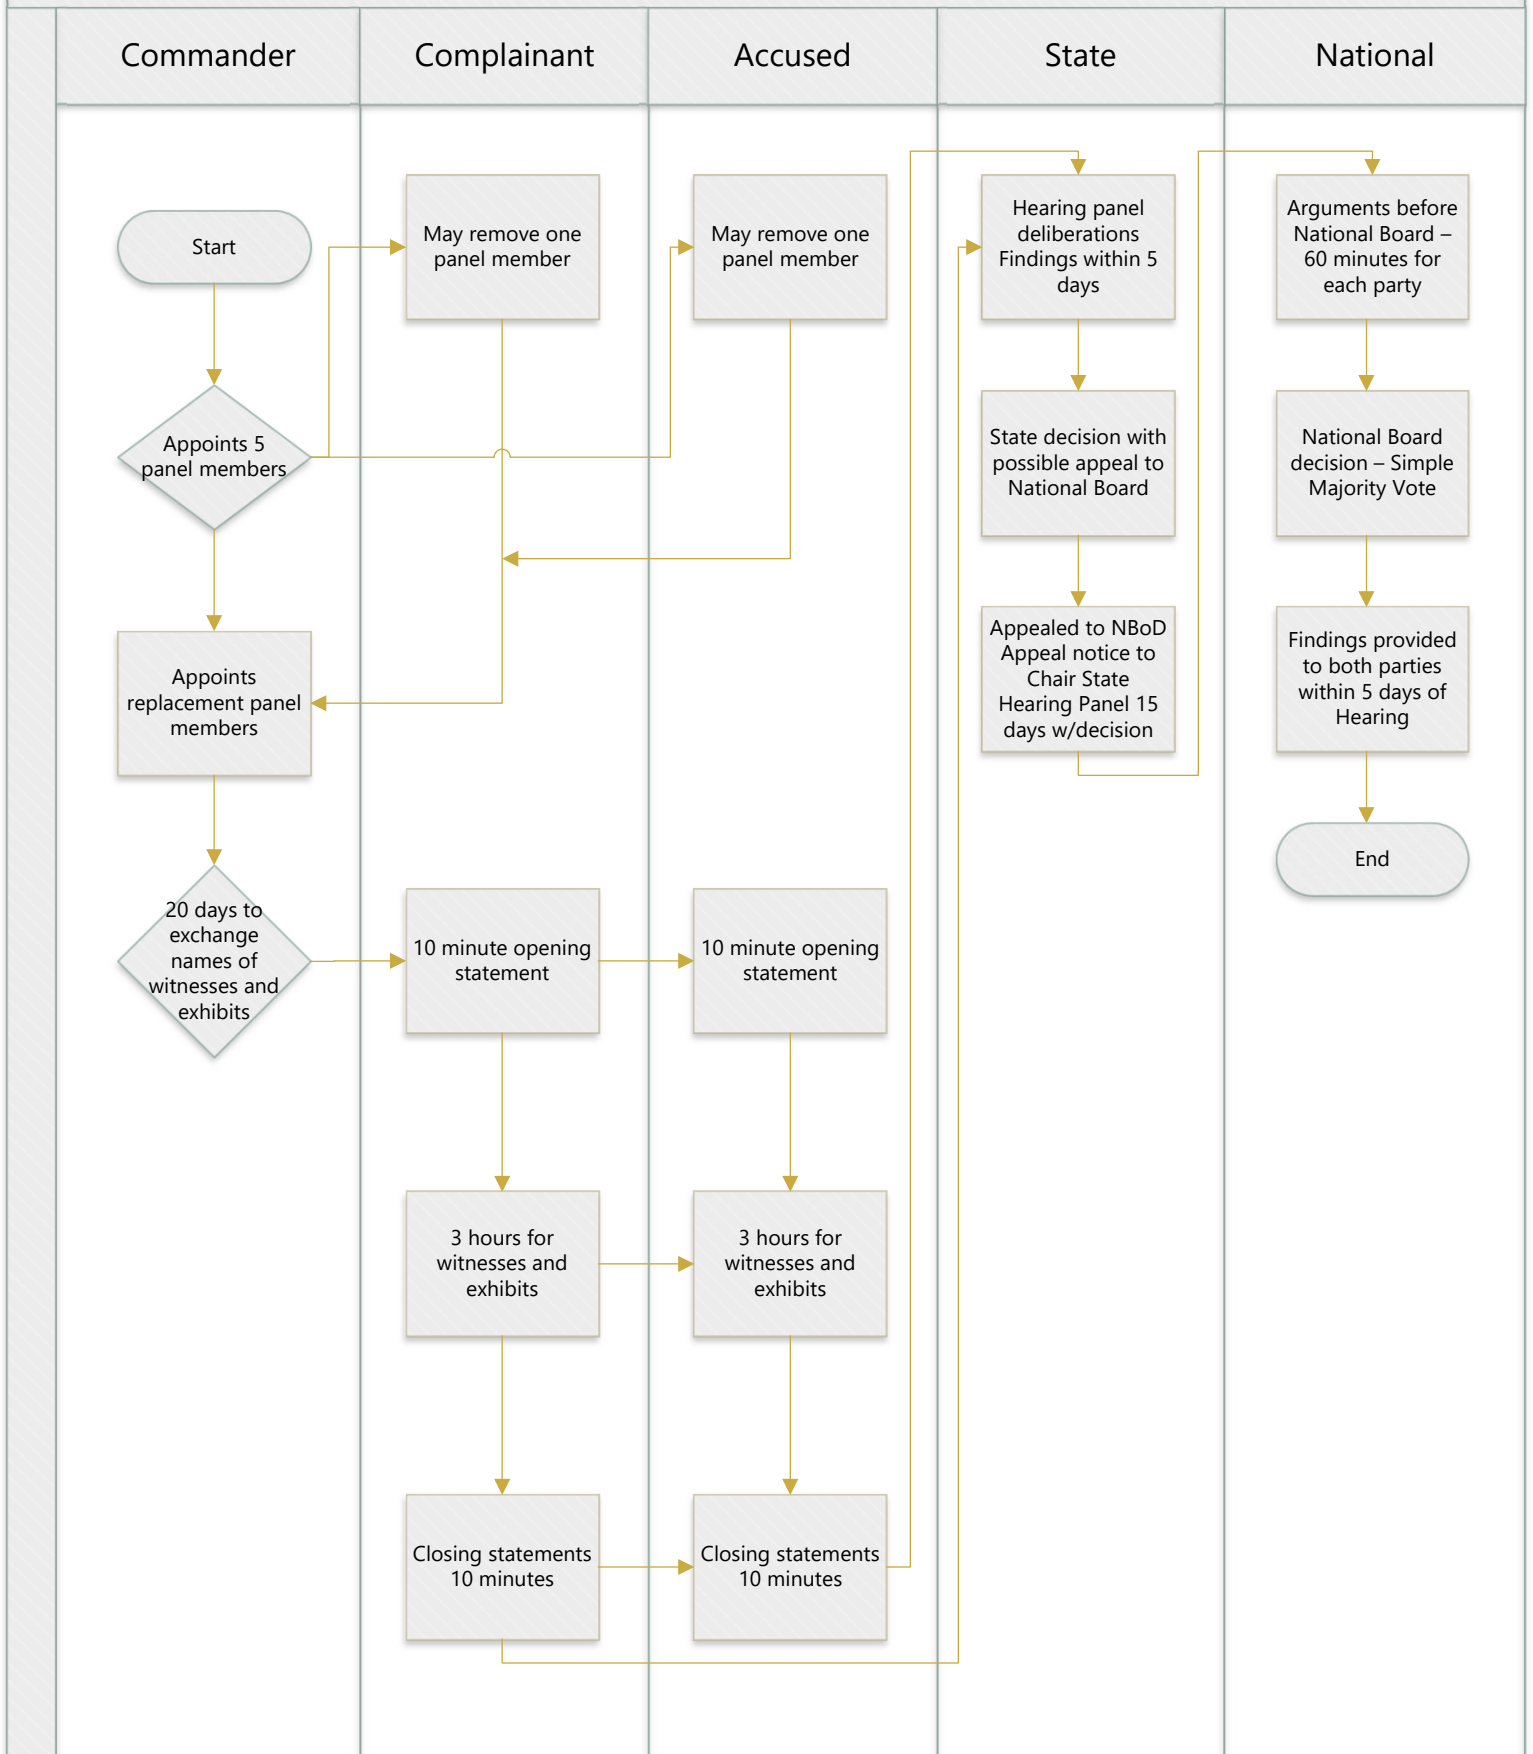 Commander
Complainant
Accused
State
National
Start
Appoints 5
panel members
Appoints
replacement panel
members
20 days to
exchange
names of
witnesses and
exhibits
May remove one
panel member
10 minute opening
statement
3 hours for
witnesses and
exhibits
Closing statements
10 minutes
May remove one
panel member
10 minute opening
statement
3 hours for
witnesses and
exhibits
Closing statements
10 minutes
Hearing panel
deliberations
Findings within 5
days
State decision with
possible appeal to
National Board
Appealed to NBoD
Appeal notice to
Chair State
Hearing Panel 15
days w/decision
Arguments before
National Board –
60 minutes for
each party
National Board
decision – Simple
Majority Vote
Findings provided
to both parties
within 5 days of
Hearing
End